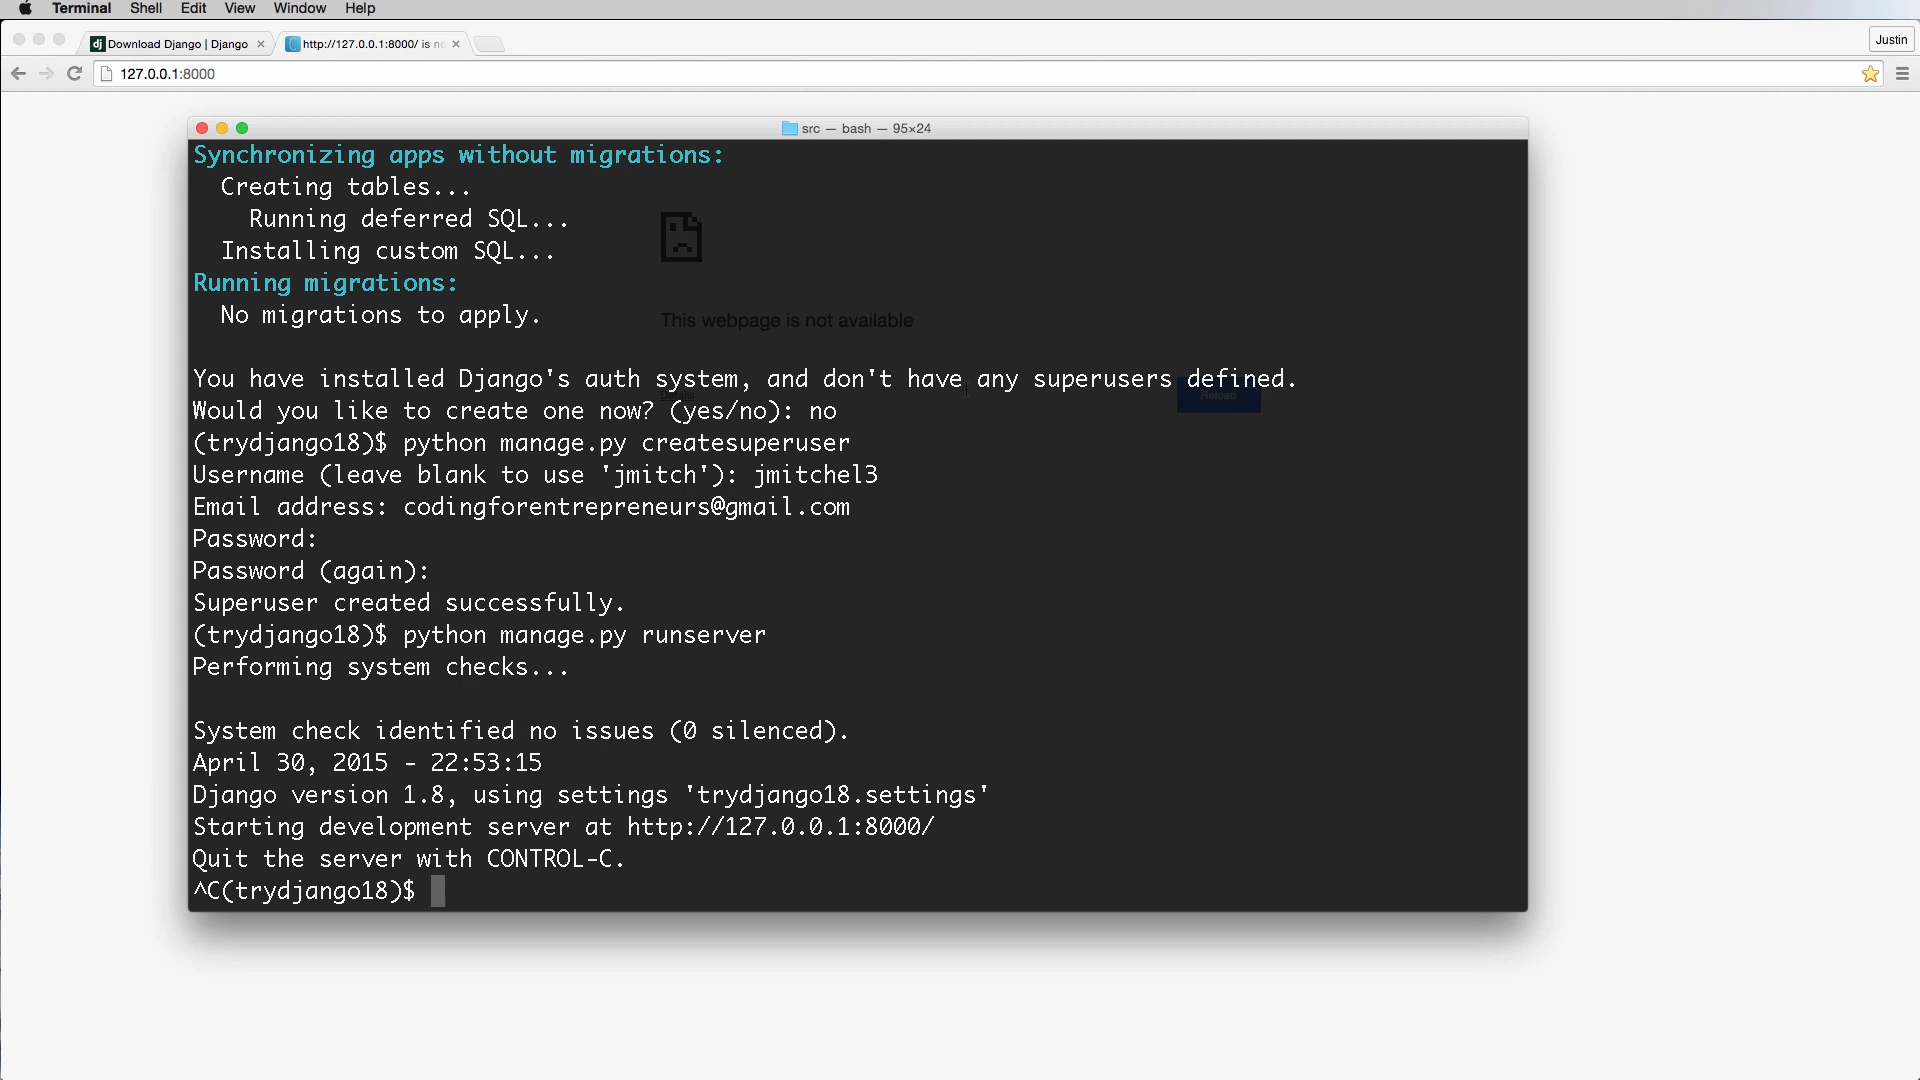 Terminal Shell Edit View Window Help
Download Django | Django
http://127.0.0.1:8000/ is no
Justin
127.0.0.1:8000
src — bash — 95×24
Synchronizing apps without migrations:
Creating tables...
Running deferred SQL...
Installing custom SQL...
Running migrations:
No migrations to apply.
This webpage is not available
You have installed Django's auth system, and don't have any superusers defined.
Details
Reload
Would you like to create one now? (yes/no): no
(trydjango18)$ python manage.py createsuperuser
Username (leave blank to use 'jmitch'): jmitchel3
Email address: codingforentrepreneurs@gmail.com
Password:
Password (again):
Superuser created successfully.
(trydjango18)$ python manage.py runserver
Performing system checks...
System check identified no issues (0 silenced).
April 30, 2015 - 22:53:15
Django version 1.8, using settings 'trydjango18.settings'
Starting development server at http://127.0.0.1:8000/
Quit the server with CONTROL-C.
^C(trydjango18)$